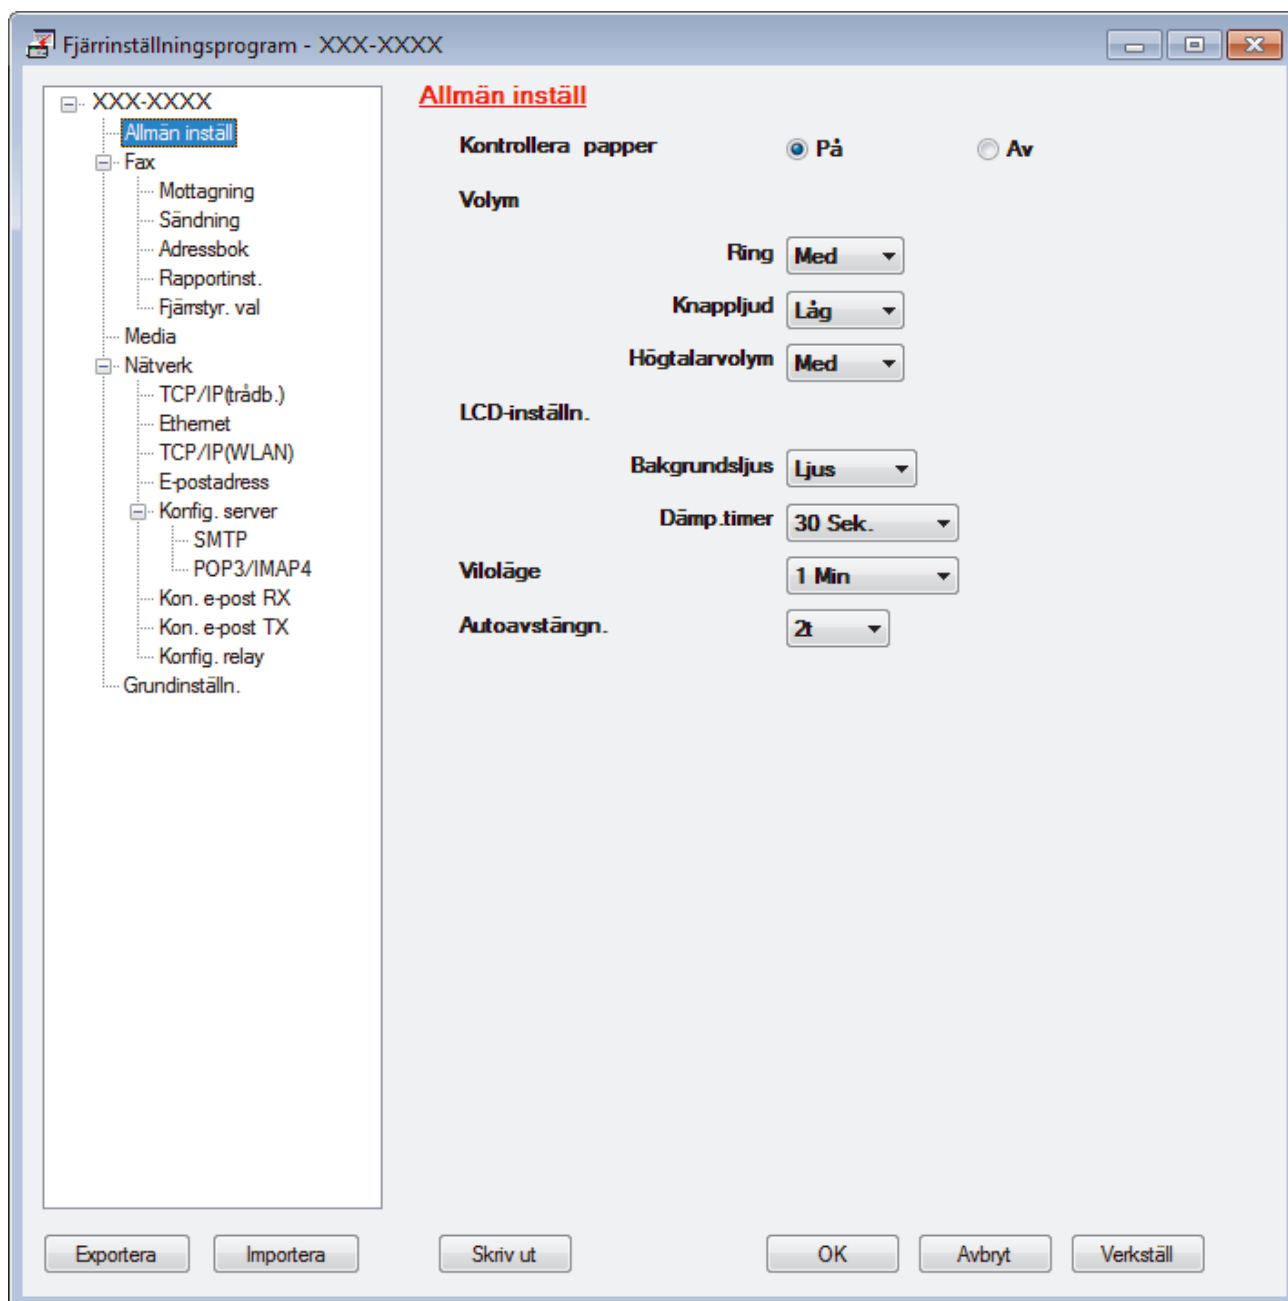 Fjärrinställningsprogram - XXX-XXXX
XXX-XXXX
Allmän inställ
Fax
Mottagning
Sändning
Adressbok
Rapportinst.
Fjärrstyr. val
Media
Nätverk
TCP/IP(trådb.)
Ethernet
TCP/IP(WLAN)
E-postadress
Konfig. server
SMTP
POP3/IMAP4
Kon. e-post RX
Kon. e-post TX
Konfig. relay
Grundinställn.
Allmän inställ
Kontrollera papper På Av
Volym
Ring Med
Knappljud Låg
Högtalarvolym Med
LCD-inställn.
Bakgrundsljus Ljus
Dämp.timer 30 Sek.
Viloläge 1 Min
Autoavstängn. 2t
Exportera Importera Skriv ut OK Avbryt Verkställ